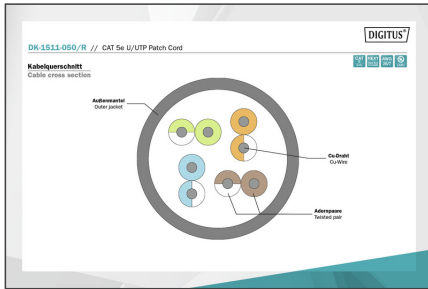 DIGITUS®
DK-1511-050/R // CAT 5e U/UTP Patch Cord
Kabelquerschnitt
Cable cross section
Außenmantel
Outer jacket
Cu-Draht
Cu-Wire
Adernpaare
Twisted pair